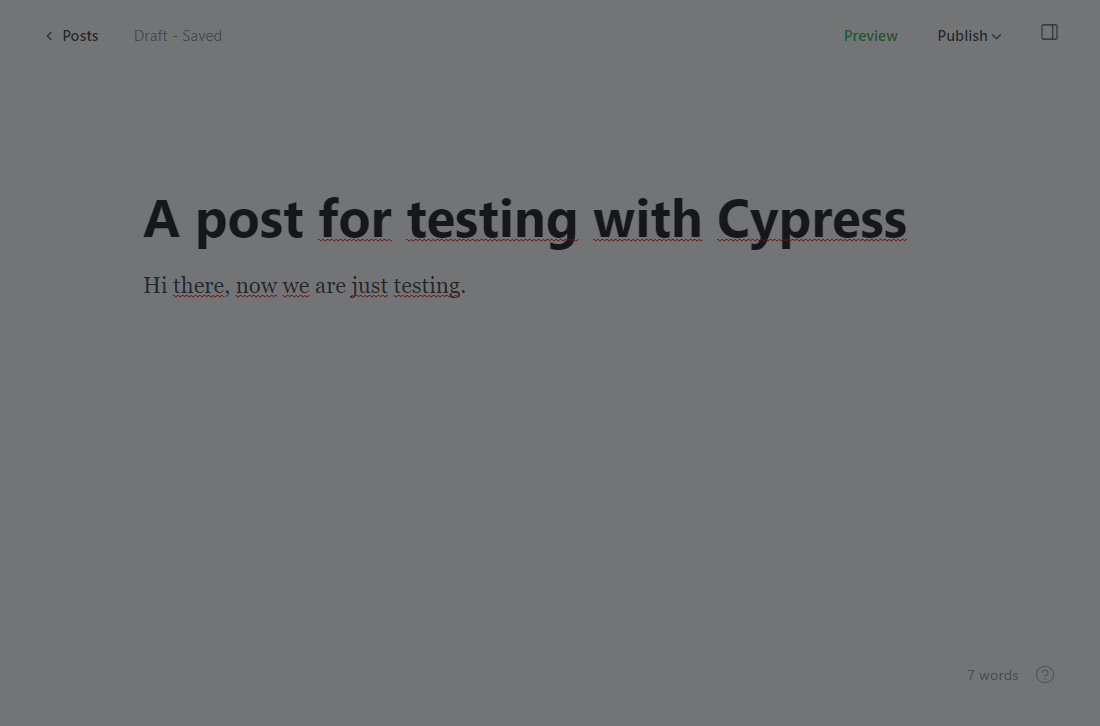 Posts
Draft - Saved
Preview
Publish
A post for testing with Cypress
Hi there, now we are just testing.
7 words
?